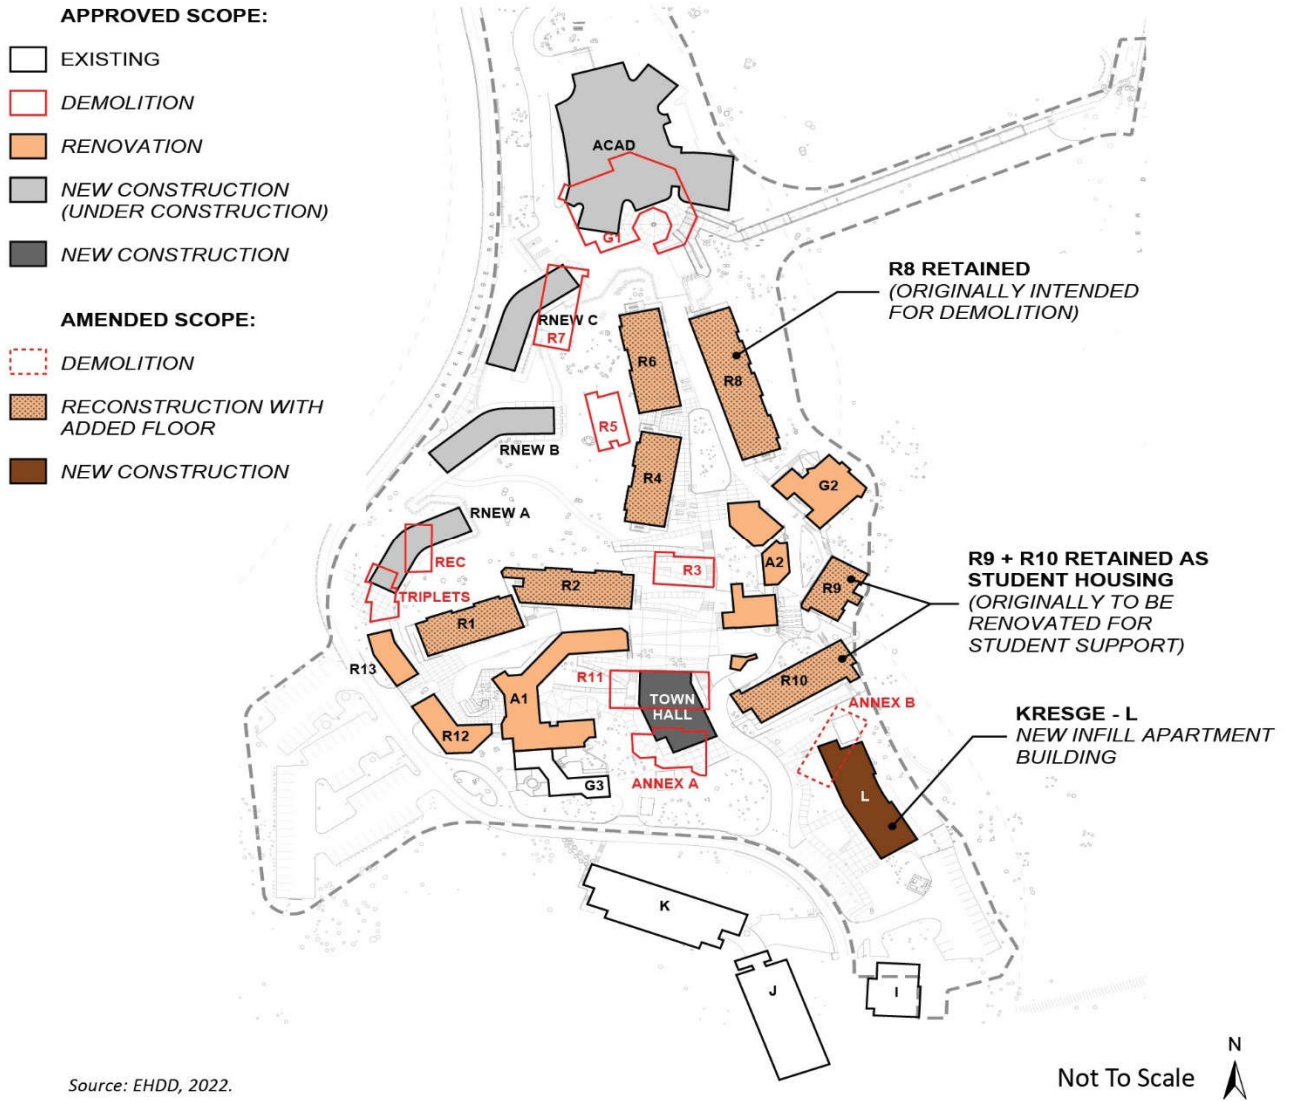 APPROVED SCOPE:
EXISTING
DEMOLITION
RENOVATION
NEW CONSTRUCTION
(UNDER CONSTRUCTION)
NEW CONSTRUCTION
AMENDED SCOPE:
DEMOLITION
RECONSTRUCTION WITH
ADDED FLOOR
NEW CONSTRUCTION
ACAD
G1
RNEW C
R7
R6
R8
R8 RETAINED
(ORIGINALLY INTENDED
FOR DEMOLITION)
R5
RNEW B
R4
G2
RNEW A
REC
TRIPLETS
R3
A2
R2
R9
R9 + R10 RETAINED AS
STUDENT HOUSING
(ORIGINALLY TO BE
RENOVATED FOR
STUDENT SUPPORT)
R1
R13
R11
R10
A1
TOWN
HALL
ANNEX B
R12
KRESGE - L
NEW INFILL APARTMENT
BUILDING
G3
ANNEX A
L
K
J
I
N
Not To Scale
Source: EHDD, 2022.